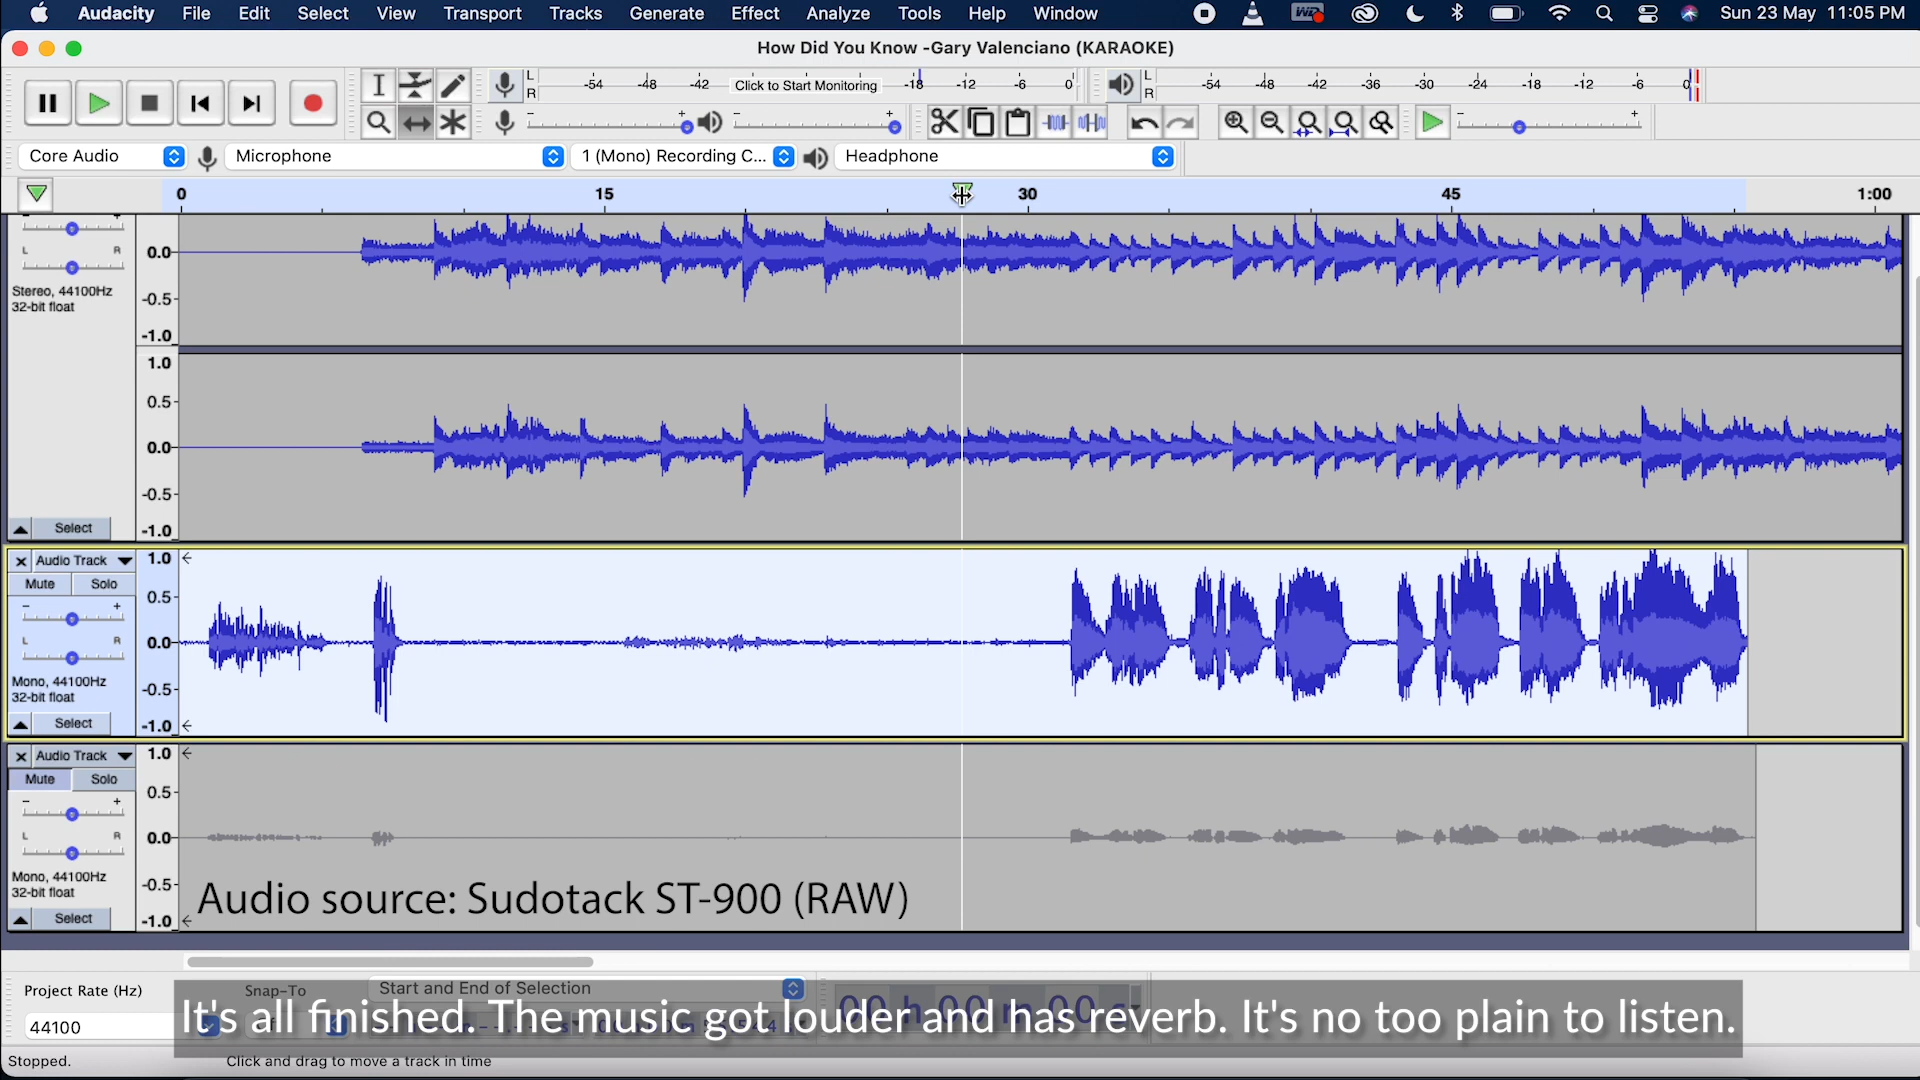 Audacity File Edit Select View Transport Tracks Generate Effect Analyze Tools Help Window Sun 23 May 11:05 PM
How Did You Know -Gary Valenciano (KARAOKE)
L R -54 -48 -42 Click to Start Monitoring -18 -12 -6 0 L R -54 -48 -42 -36 -30 -24 -18 -12 -6 0
- + - + - +
Core Audio Microphone 1 (Mono) Recording C... Headphone
0 15 30 45 1:00
- +
L R
Stereo, 44100Hz
32-bit float
0.0
-0.5
-1.0
1.0
0.5
0.0
-0.5
-1.0
Select
Audio Track
Mute Solo
- +
L R
Mono, 44100Hz
32-bit float
Select
1.0
0.5
0.0
-0.5
-1.0
Audio Track
Mute Solo
- +
L R
Mono, 44100Hz
32-bit float
Select
1.0
0.5
0.0
-0.5
-1.0
Audio source: Sudotack ST-900 (RAW)
Project Rate (Hz) Snap-To Start and End of Selection
44100
00 h 00 m 00 s
It's all finished. The music got louder and has reverb. It's no too plain to listen.
Stopped. Click and drag to move a track in time